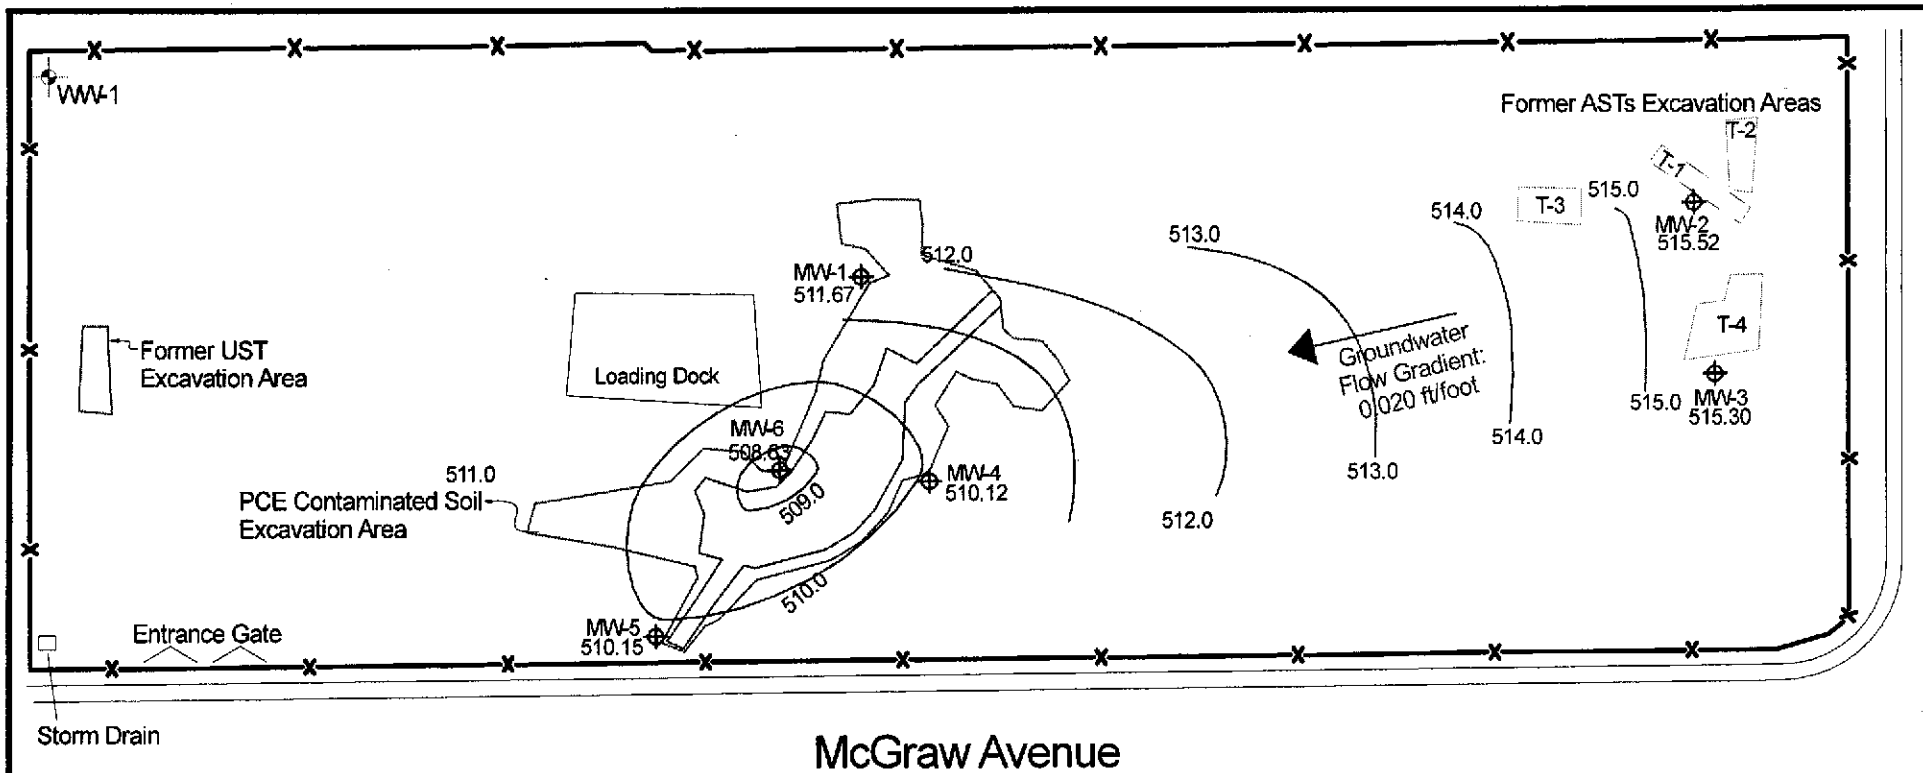 WW-1
Former ASTs Excavation Areas
T-2
T-1
T-3
515.0
MW-2
515.52
514.0
513.0
512.0
MW-1
511.67
T-4
Former UST
Excavation Area
Loading Dock
Groundwater
Flow Gradient:
0.020 ft/foot
515.0
MW-3
515.30
MW-6
508.63
514.0
511.0
513.0
MW-4
510.12
PCE Contaminated Soil
Excavation Area
509.0
512.0
510.0
MW-5
510.15
Entrance Gate
Storm Drain
McGraw Avenue